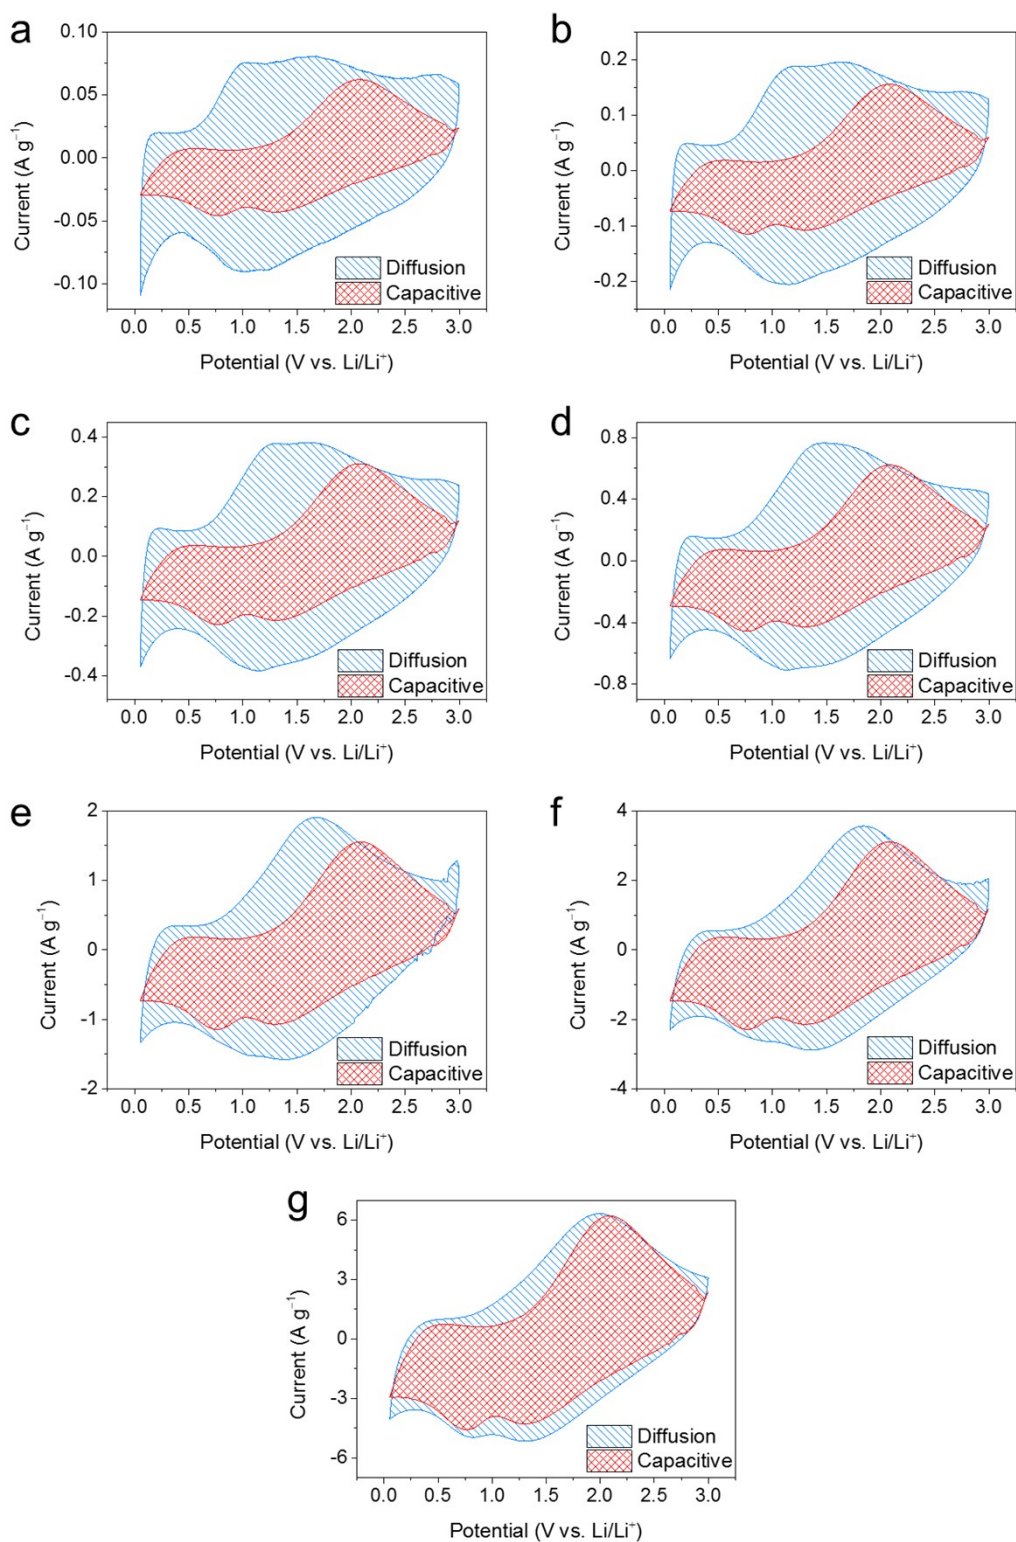 a
0.10
0.05
0.00
-0.05
-0.10
Current (A g⁻¹)
Diffusion
Capacitive
0.0 0.5 1.0 1.5 2.0 2.5 3.0
Potential (V vs. Li/Li⁺)
b
0.2
0.1
0.0
-0.1
-0.2
Current (A g⁻¹)
Diffusion
Capacitive
0.0 0.5 1.0 1.5 2.0 2.5 3.0
Potential (V vs. Li/Li⁺)
c
0.4
0.2
0.0
-0.2
-0.4
Current (A g⁻¹)
Diffusion
Capacitive
0.0 0.5 1.0 1.5 2.0 2.5 3.0
Potential (V vs. Li/Li⁺)
d
0.8
0.4
0.0
-0.4
-0.8
Current (A g⁻¹)
Diffusion
Capacitive
0.0 0.5 1.0 1.5 2.0 2.5 3.0
Potential (V vs. Li/Li⁺)
e
2
1
0
-1
-2
Current (A g⁻¹)
Diffusion
Capacitive
0.0 0.5 1.0 1.5 2.0 2.5 3.0
Potential (V vs. Li/Li⁺)
f
4
2
0
-2
-4
Current (A g⁻¹)
Diffusion
Capacitive
0.0 0.5 1.0 1.5 2.0 2.5 3.0
Potential (V vs. Li/Li⁺)
g
6
3
0
-3
-6
Current (A g⁻¹)
Diffusion
Capacitive
0.0 0.5 1.0 1.5 2.0 2.5 3.0
Potential (V vs. Li/Li⁺)